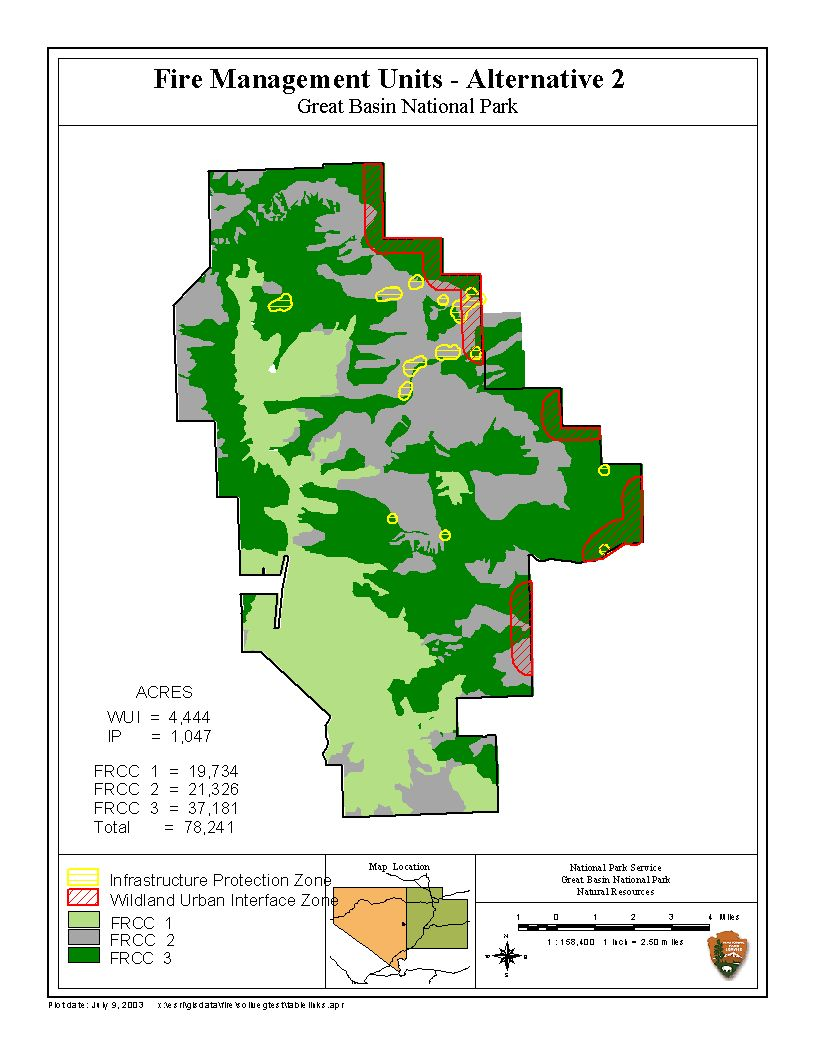 Fire Management Units - Alternative 2
Great Basin National Park
ACRES
WUI = 4,444
IP = 1,047
FRCC 1 = 19,734
FRCC 2 = 21,326
FRCC 3 = 37,181
Total = 78,241
Infrastructure Protection Zone
Wildland Urban Interface Zone
FRCC 1
FRCC 2
FRCC 3
Map Location
National Park Service
Great Basin National Park
Natural Resources
1 0 1 2 3 4 Miles
1 : 158,400 1 Inch = 2.50 miles
N
W E
S
Plot date: July 9, 2003